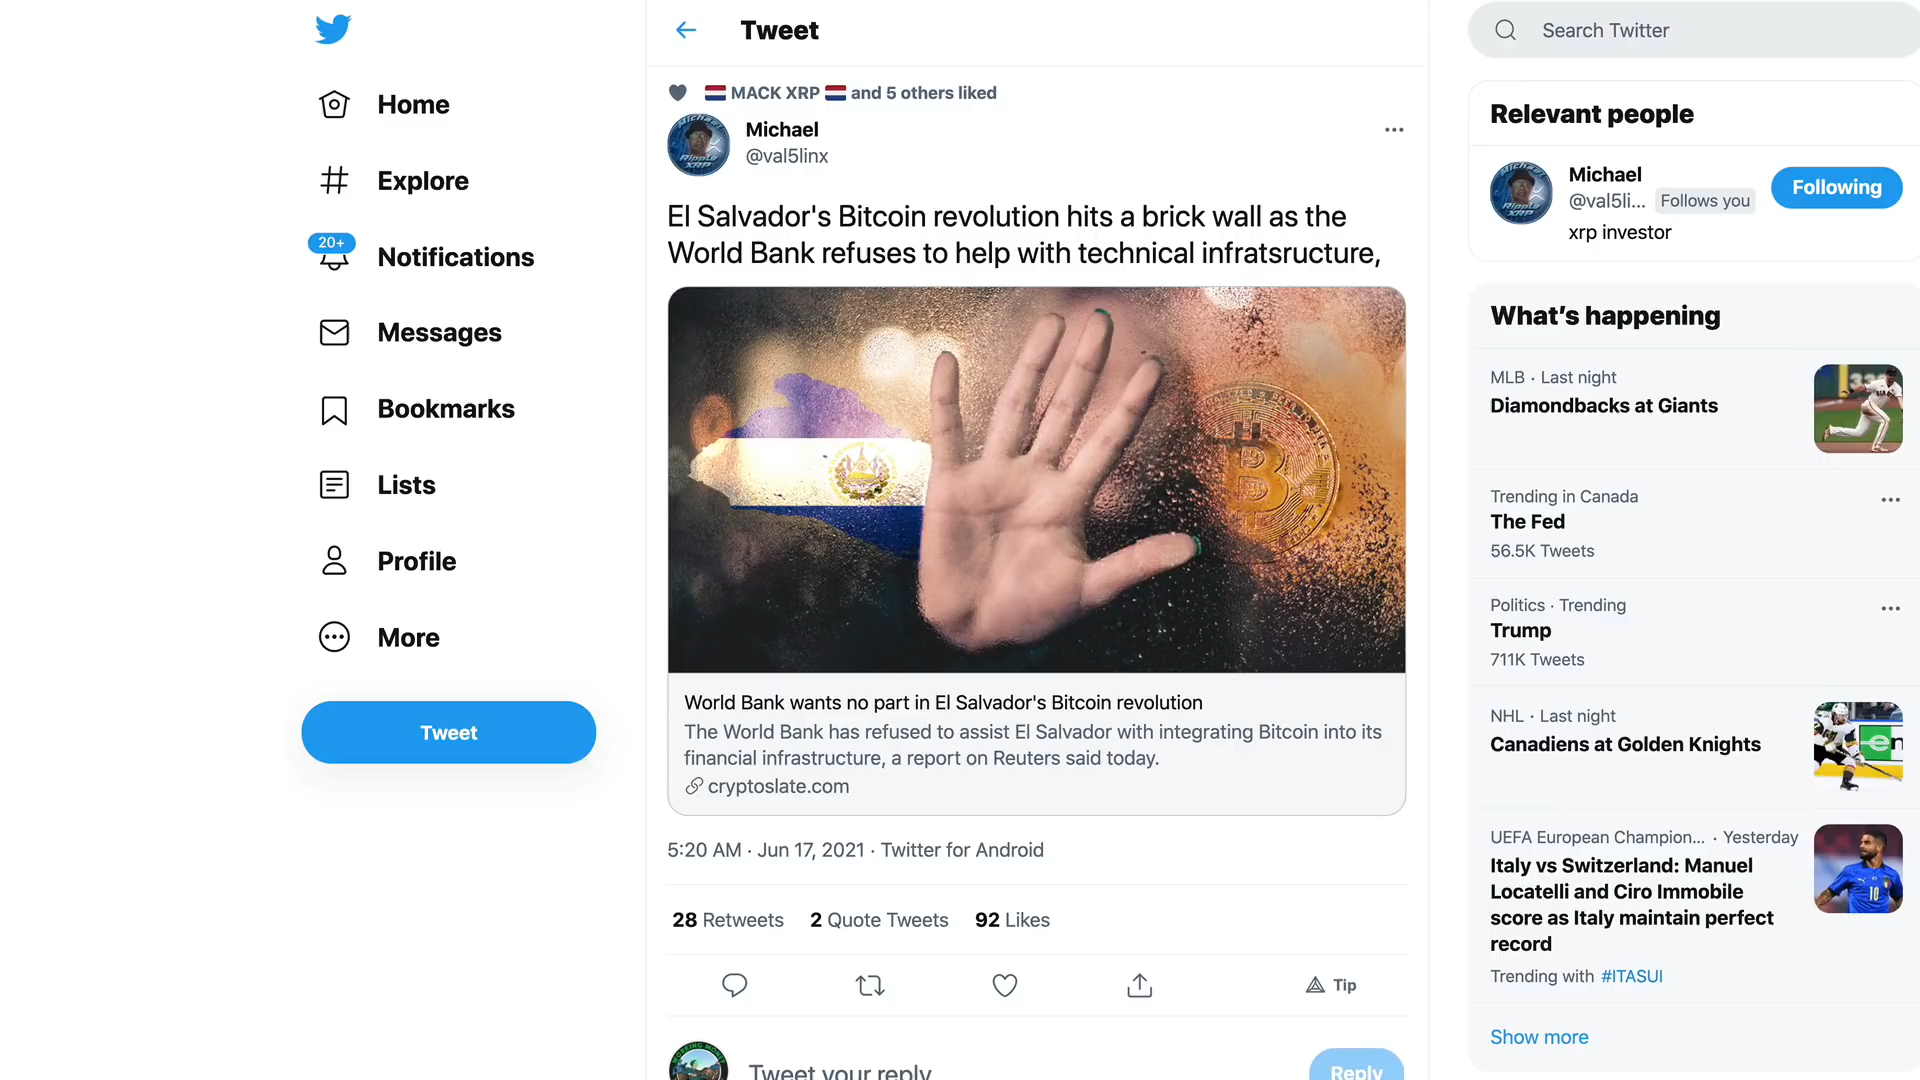 Home
Explore
20+
Notifications
Messages
Bookmarks
Lists
Profile
More
Tweet
Tweet
MACK XRP and 5 others liked
Michael
@val5linx
El Salvador's Bitcoin revolution hits a brick wall as the
World Bank refuses to help with technical infratsructure,
World Bank wants no part in El Salvador's Bitcoin revolution
The World Bank has refused to assist El Salvador with integrating Bitcoin into its
financial infrastructure, a report on Reuters said today.
cryptoslate.com
5:20 AM · Jun 17, 2021 · Twitter for Android
28 Retweets 2 Quote Tweets 92 Likes
Tip
Tweet your reply
Reply
Search Twitter
Relevant people
Michael
@val5li... Follows you
Following
xrp investor
What's happening
MLB · Last night
Diamondbacks at Giants
Trending in Canada
The Fed
56.5K Tweets
Politics · Trending
Trump
711K Tweets
NHL · Last night
Canadiens at Golden Knights
UEFA European Champion... · Yesterday
Italy vs Switzerland: Manuel
Locatelli and Ciro Immobile
score as Italy maintain perfect
record
Trending with #ITASUI
Show more